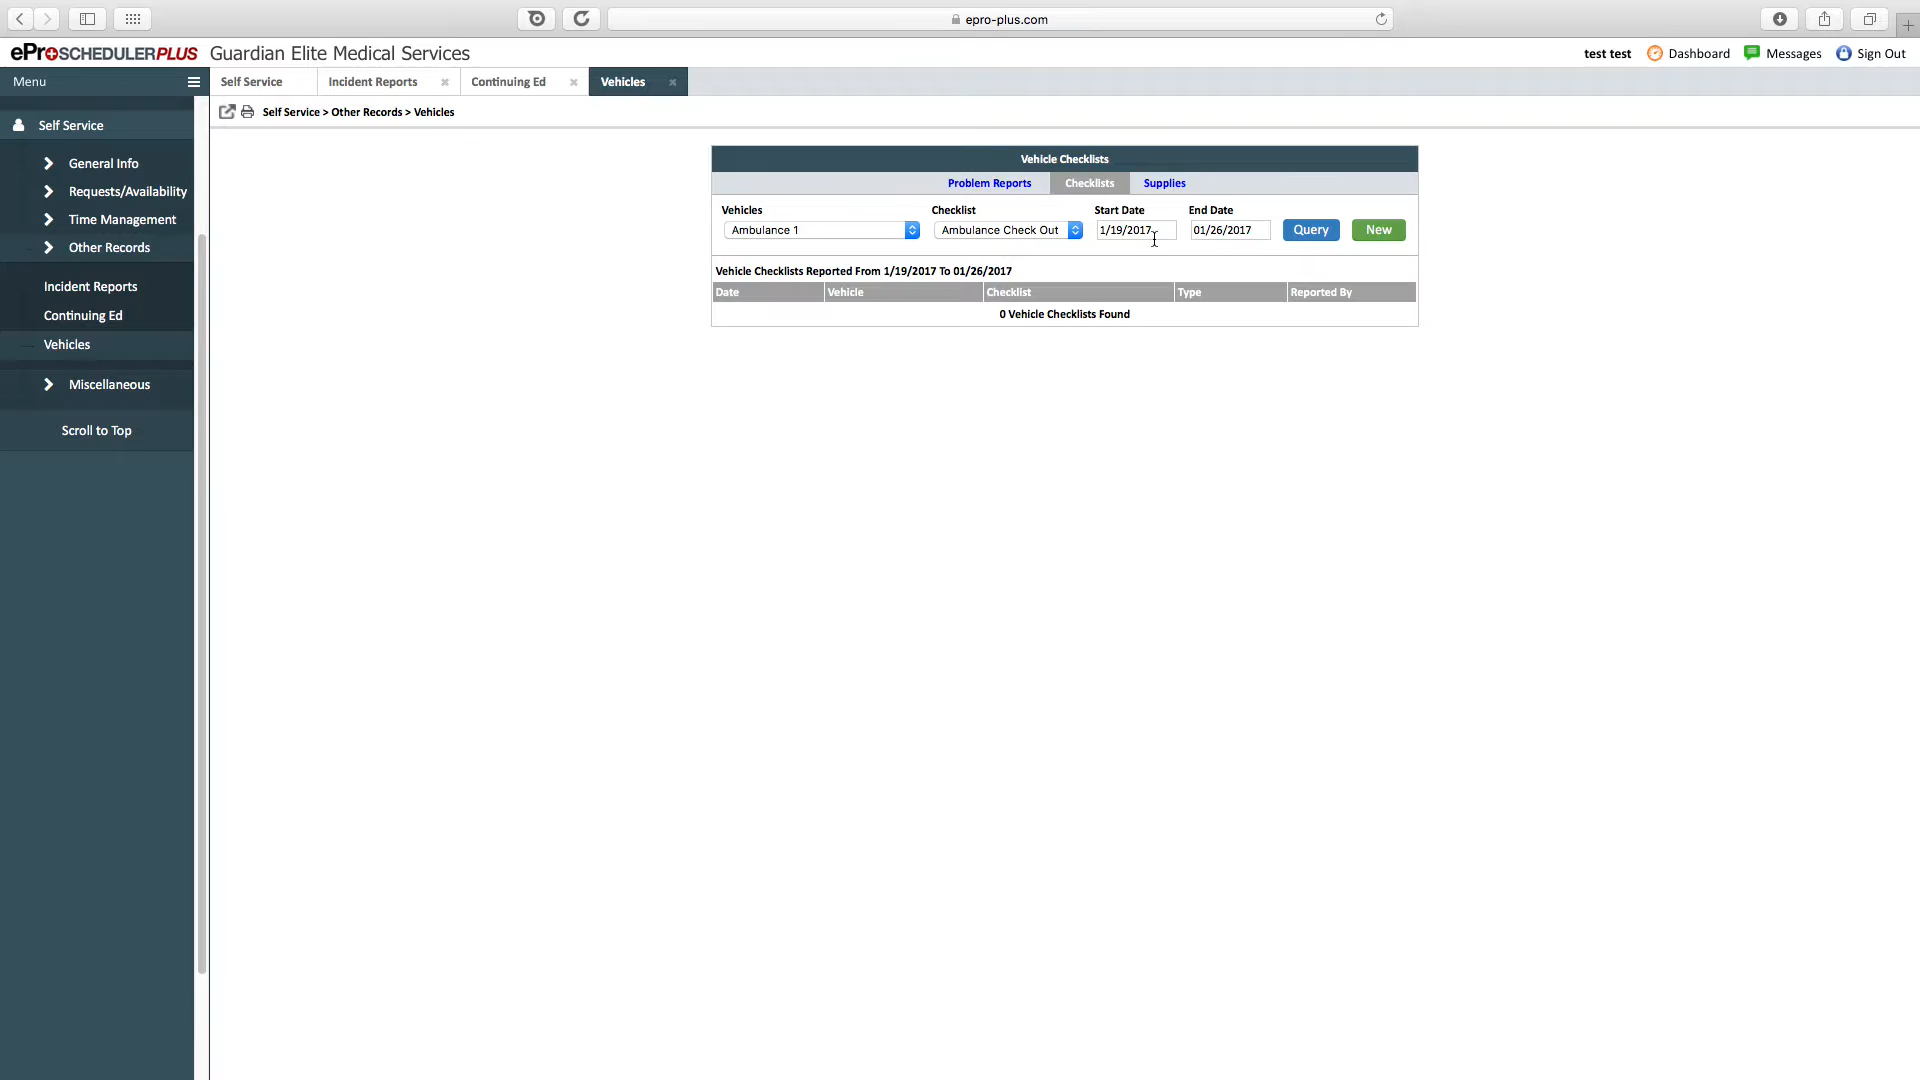 epro-plus.com
eProSCHEDULERPLUS Guardian Elite Medical Services
test test Dashboard Messages Sign Out
Menu
Self Service Incident Reports Continuing Ed Vehicles
Self Service > Other Records > Vehicles
Self Service
General Info
Requests/Availability
Time Management
Other Records
Incident Reports
Continuing Ed
Vehicles
Miscellaneous
Scroll to Top
Vehicle Checklists
Problem Reports Checklists Supplies
Vehicles Checklist Start Date End Date
Ambulance 1 Ambulance Check Out 1/19/2017 01/26/2017 Query New
Vehicle Checklists Reported From 1/19/2017 To 01/26/2017
Date Vehicle Checklist Type Reported By
0 Vehicle Checklists Found